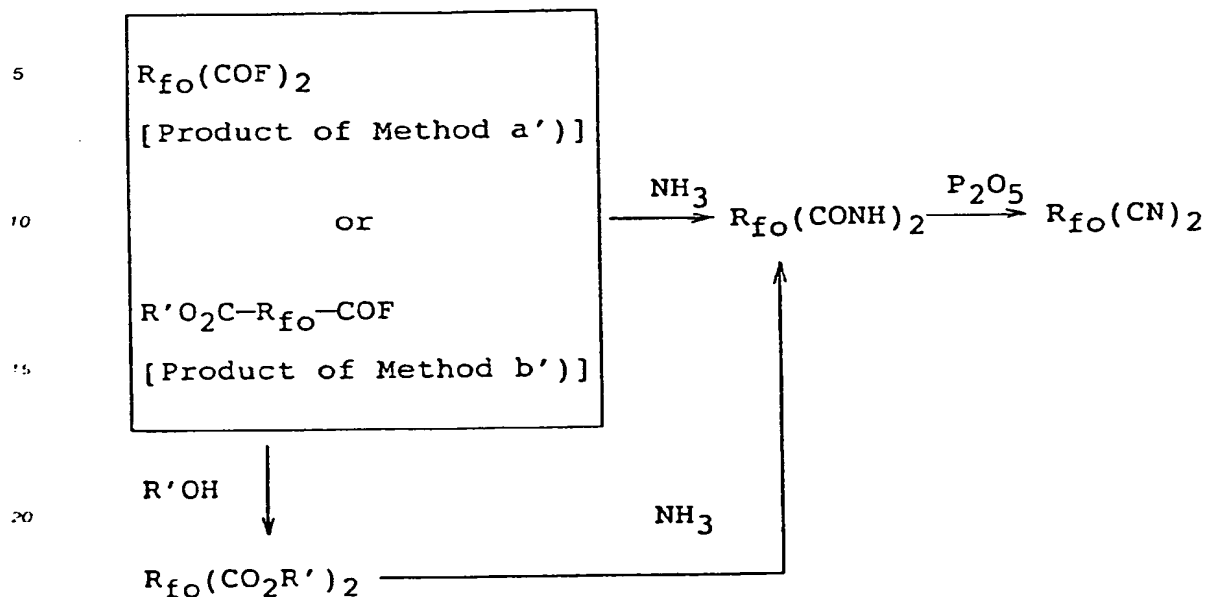 5 R_fo(COF)_2
[Product of Method a')]
10 or
NH_3
R_fo(CONH)_2
P_2O_5
R_fo(CN)_2
R'O_2C-R_fo-COF
15 [Product of Method b')]
R'OH
20 NH_3
R_fo(CO_2R')_2